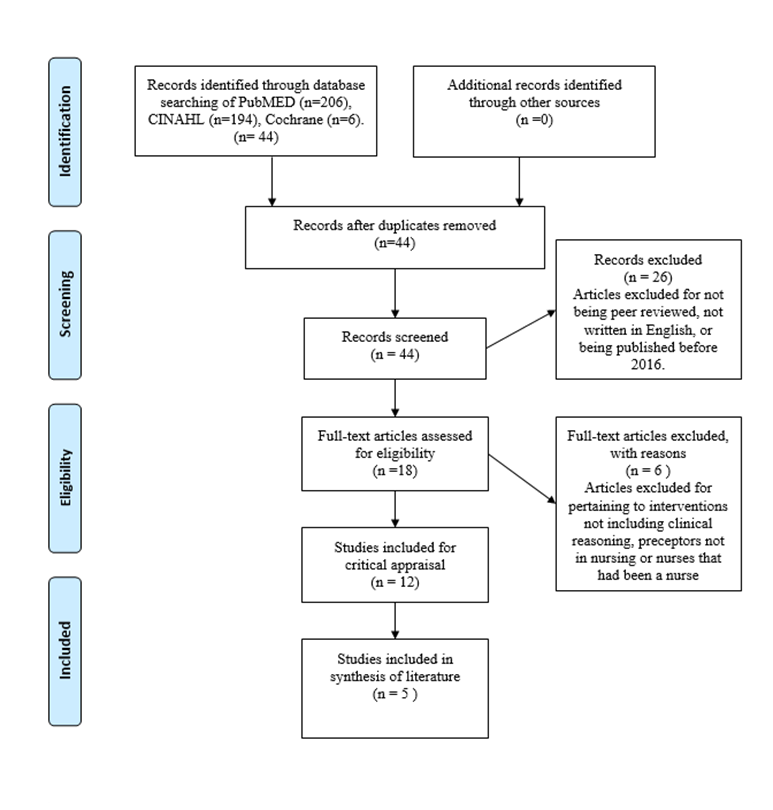 Identification
Records identified through database
searching of PubMED (n=206),
CINAHL (n=194), Cochrane (n=6).
(n= 44)
Additional records identified
through other sources
(n =0)
Records after duplicates removed
(n=44)
Screening
Records screened
(n = 44)
Records excluded
(n = 26)
Articles excluded for not
being peer reviewed, not
written in English, or
being published before
2016.
Eligibility
Full-text articles assessed
for eligibility
(n =18)
Full-text articles excluded,
with reasons
(n = 6 )
Articles excluded for
pertaining to interventions
not including clinical
reasoning, preceptors not
in nursing or nurses that
had been a nurse
Studies included for
critical appraisal
(n = 12)
Included
Studies included in
synthesis of literature
(n = 5 )